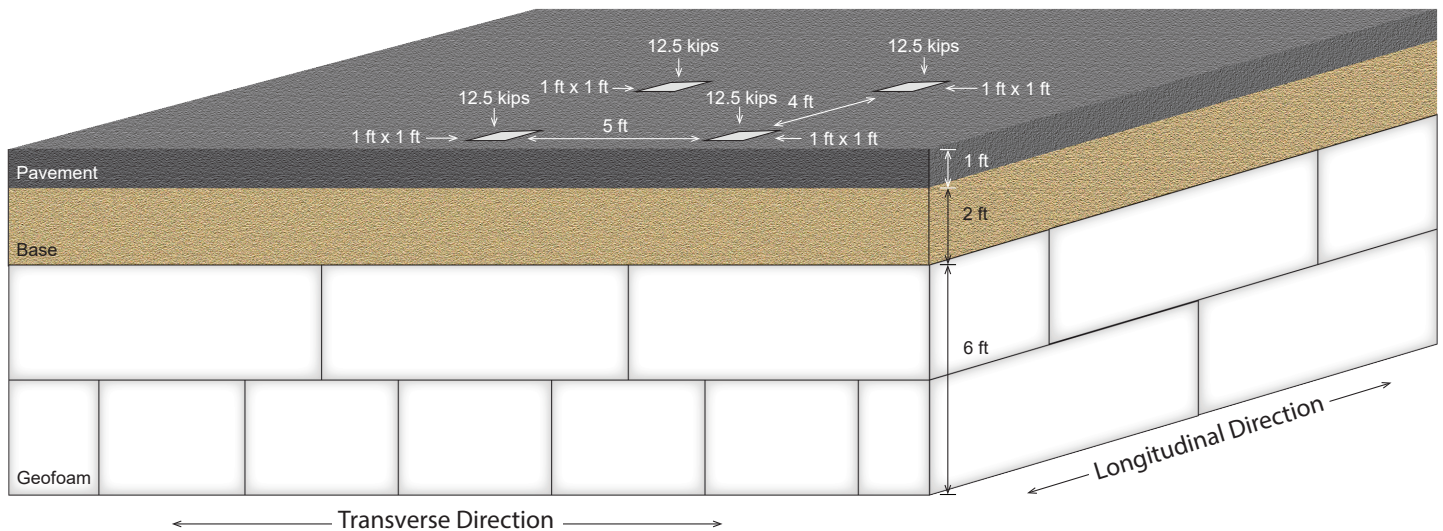 12.5 kips
12.5 kips
1 ft x 1 ft
12.5 kips
12.5 kips
4 ft
1 ft x 1 ft
1 ft x 1 ft
5 ft
1 ft x 1 ft
Pavement
1 ft
2 ft
Base
6 ft
Geofoam
Longitudinal Direction
Transverse Direction